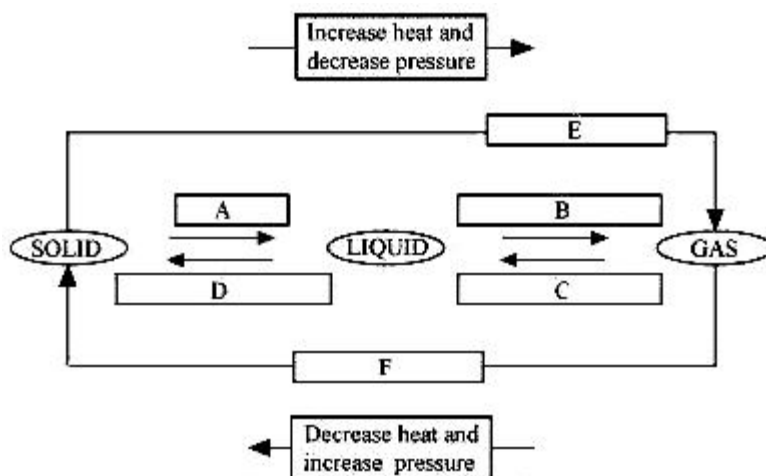 Increase heat and
decrease pressure
E
A
B
SOLID
LIQUID
GAS
D
C
F
Decrease heat and
increase pressure